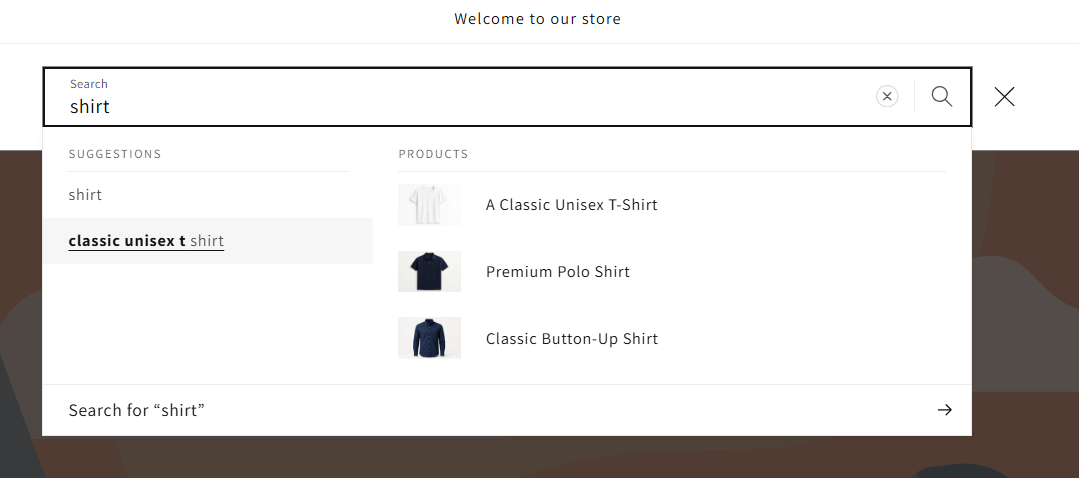 Welcome to our store
Search
shirt
SUGGESTIONS
shirt
classic unisex t shirt
PRODUCTS
A Classic Unisex T-Shirt
Premium Polo Shirt
Classic Button-Up Shirt
Search for “shirt”